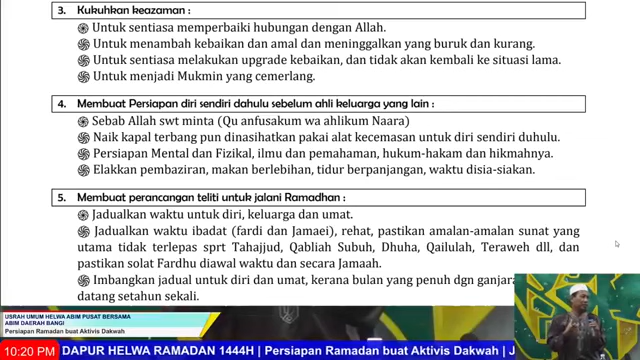 3. Kukuhkan keazaman :
Untuk sentiasa memperbaiki hubungan dengan Allah.
Untuk menambah kebaikan dan amal dan meninggalkan yang buruk dan kurang.
Untuk sentiasa melakukan upgrade kebaikan, dan tidak akan kembali ke situasi lama.
Untuk menjadi Mukmin yang cemerlang.
4. Membuat Persiapan diri sendiri dahulu sebelum ahli keluarga yang lain :
Sebab Allah swt minta (Qu anfusakum wa ahlikum Naara)
Naik kapal terbang pun dinasihatkan pakai alat kecemasan untuk diri sendiri duhulu.
Persiapan Mental dan Fizikal, ilmu dan pemahaman, hukum-hakam dan hikmahnya.
Elakkan pembaziran, makan berlebihan, tidur berpanjangan, waktu disia-siakan.
5. Membuat perancangan teliti untuk jalani Ramadhan :
Jadualkan waktu untuk diri, keluarga dan umat.
Jadualkan waktu ibadat (fardi dan Jamaei), rehat, pastikan amalan-amalan sunat yang
utama tidak terlepas sprt Tahajjud, Qabliah Subuh, Dhuha, Qailulah, Teraweh dll, dan
pastikan solat Fardhu diawal waktu dan secara Jamaah.
Imbangkan jadual untuk diri dan umat, kerana bulan yang penuh dgn ganjara
datang setahun sekali.
USRAH UMUM HELWA ABIM PUSAT BERSAMA
ABIM DAERAH BANGI
Persiapan Ramadan buat Aktivis Dakwah
10:20 PM DAPUR HELWA RAMADAN 1444H | Persiapan Ramadan buat Aktivis Dakwah | J